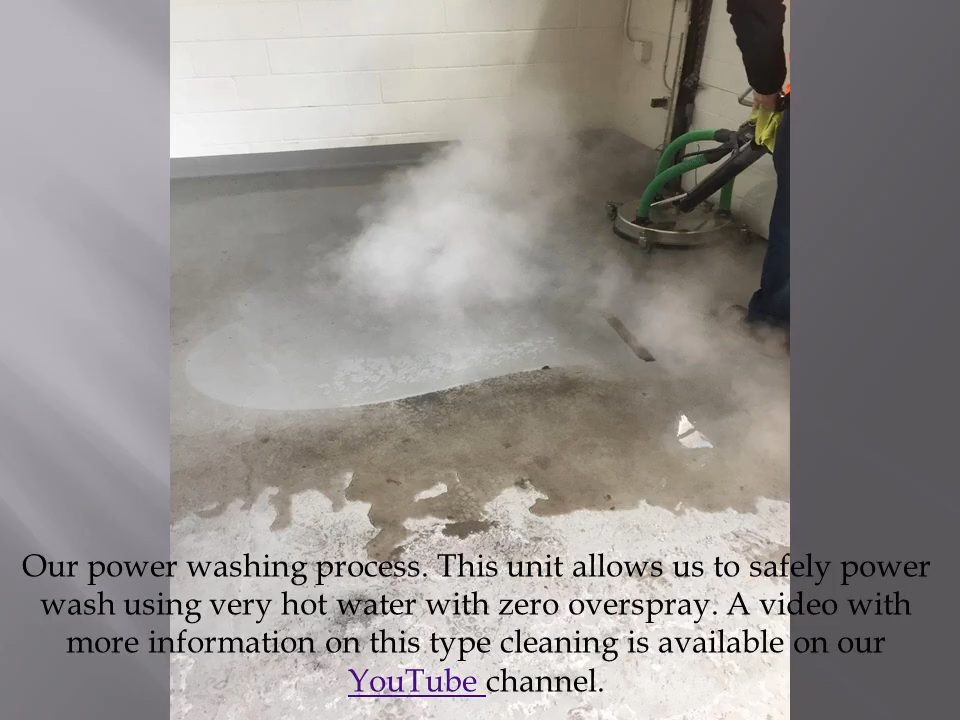 Our power washing process. This unit allows us to safely power
wash using very hot water with zero overspray. A video with
more information on this type cleaning is available on our
YouTube channel.